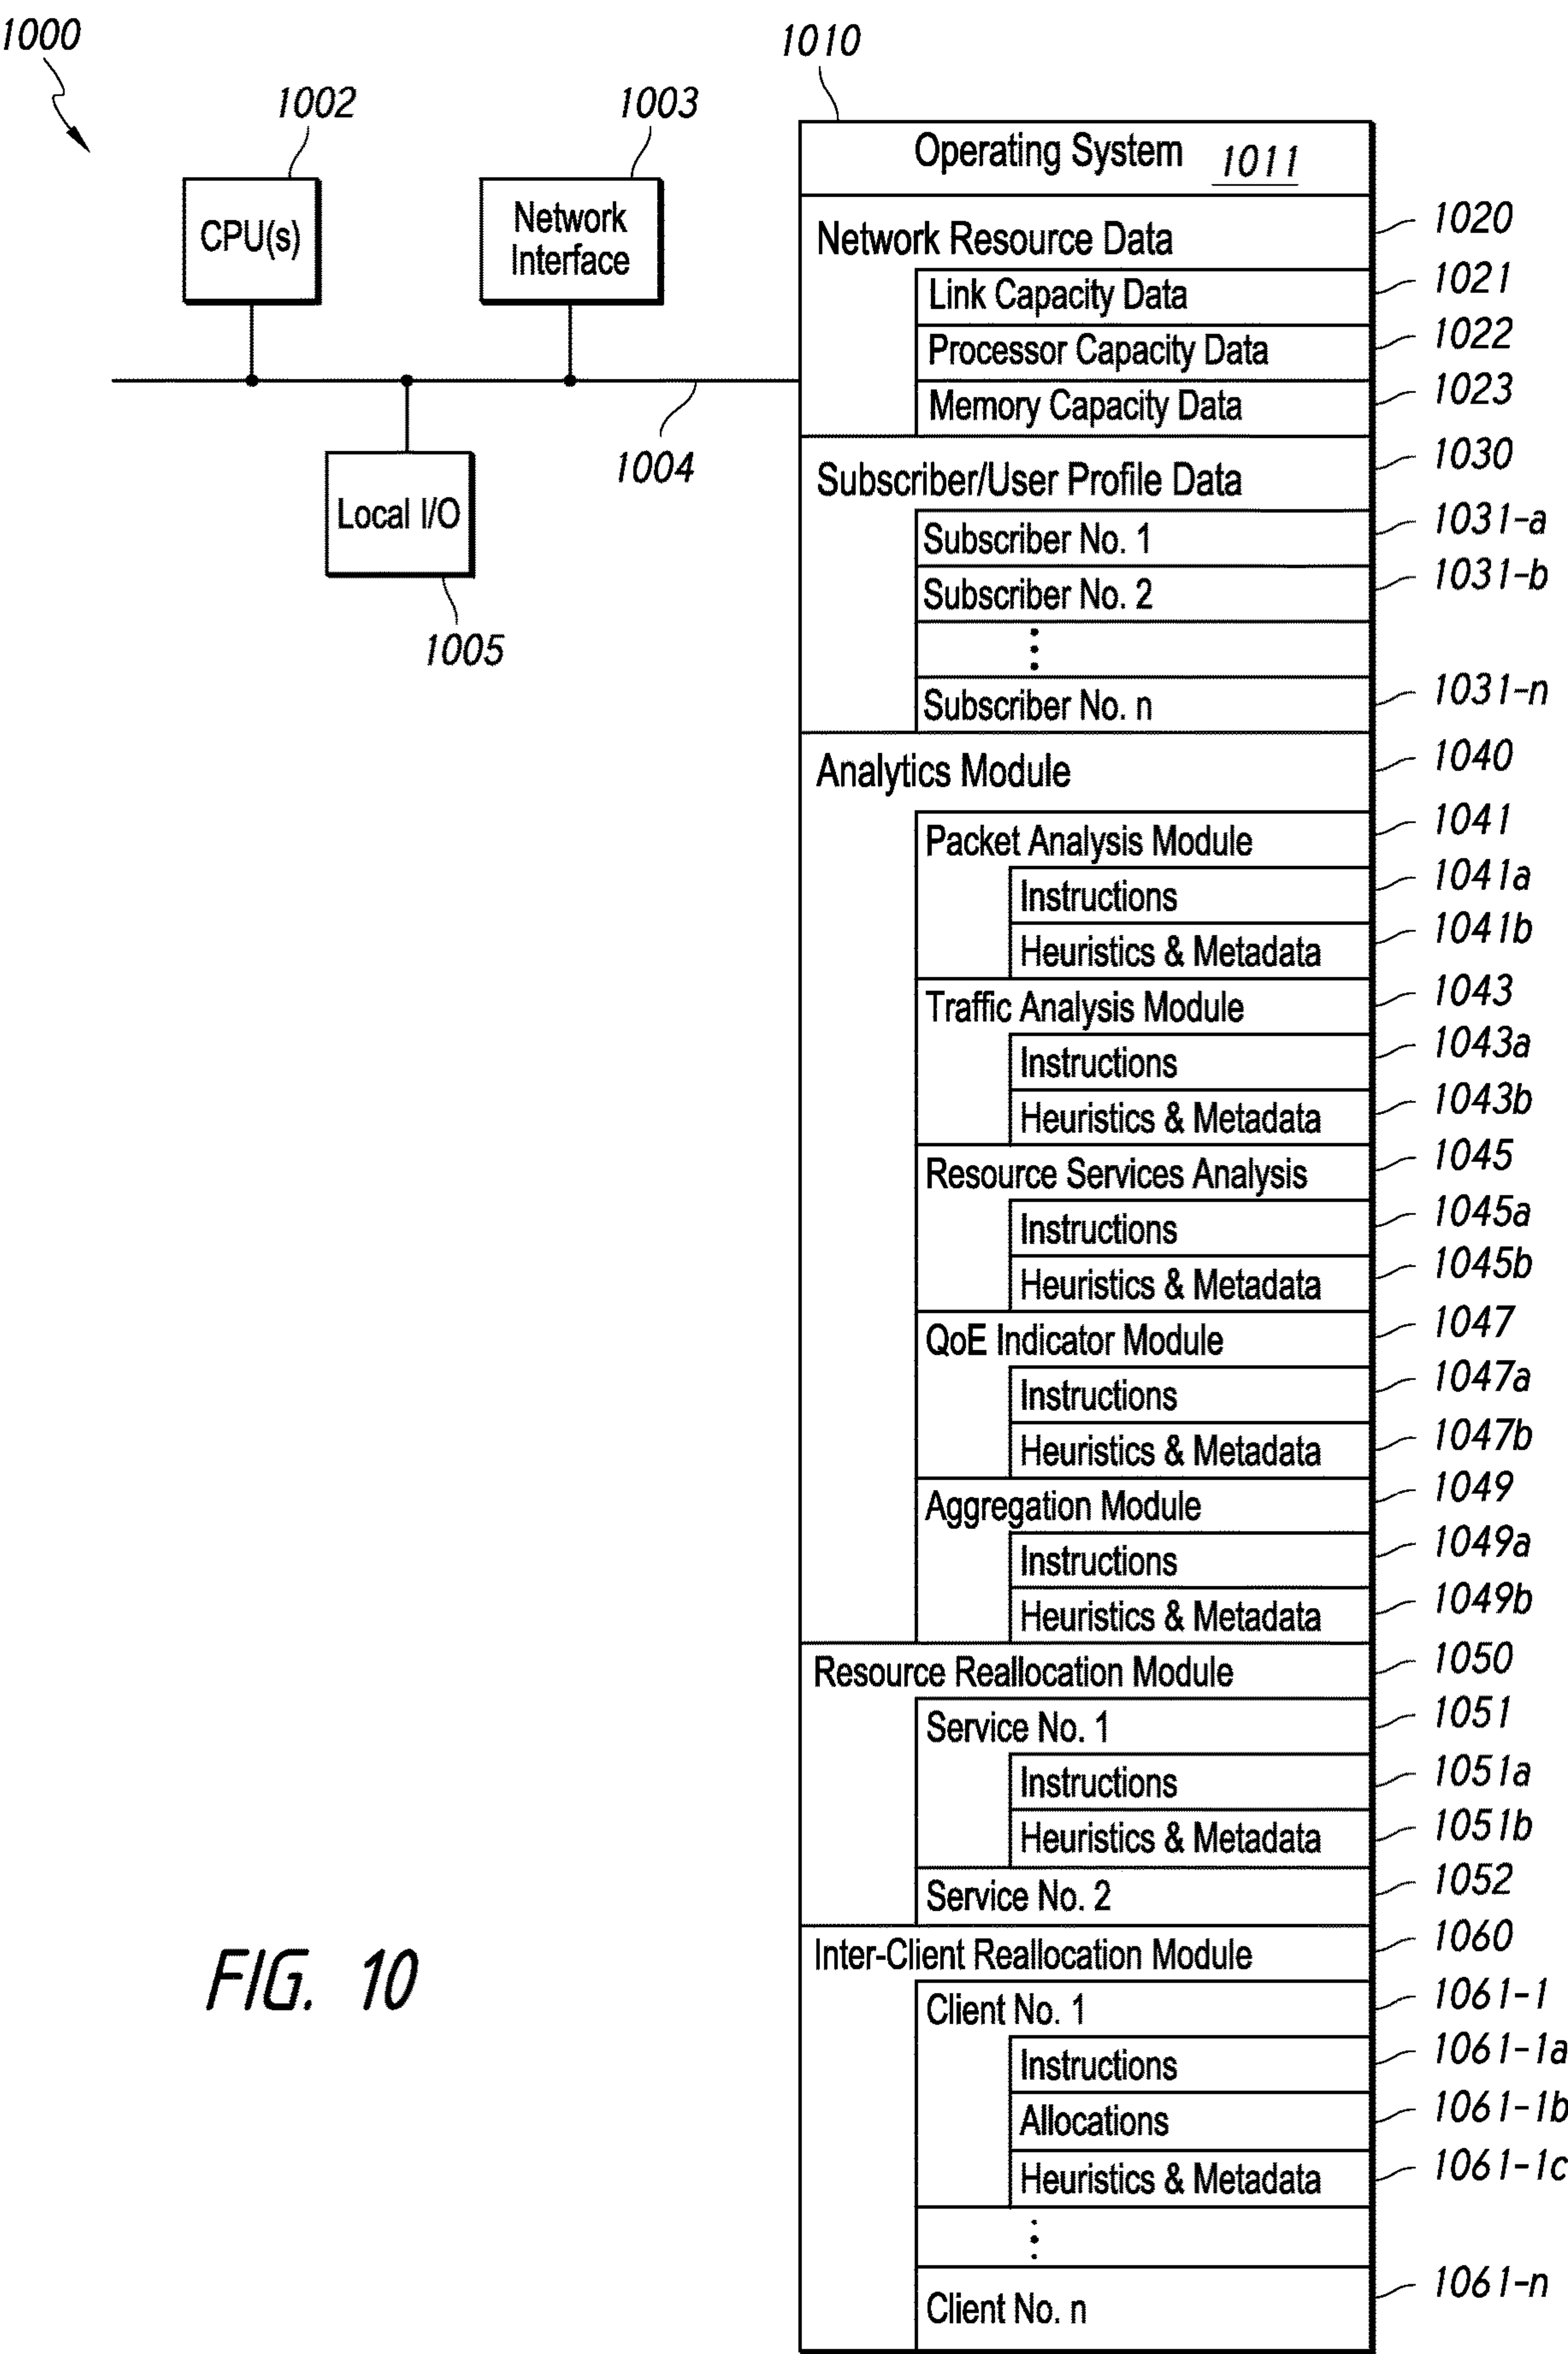 1000
1002
1003
1010
CPU(s)
Network
Interface
Local I/O
1004
1005
Operating System 1011
Network Resource Data 1020
Link Capacity Data 1021
Processor Capacity Data 1022
Memory Capacity Data 1023
Subscriber/User Profile Data 1030
Subscriber No. 1 1031-a
Subscriber No. 2 1031-b
Subscriber No. n 1031-n
Analytics Module 1040
Packet Analysis Module 1041
Instructions 1041a
Heuristics & Metadata 1041b
Traffic Analysis Module 1043
Instructions 1043a
Heuristics & Metadata 1043b
Resource Services Analysis 1045
Instructions 1045a
Heuristics & Metadata 1045b
QoE Indicator Module 1047
Instructions 1047a
Heuristics & Metadata 1047b
Aggregation Module 1049
Instructions 1049a
Heuristics & Metadata 1049b
Resource Reallocation Module 1050
Service No. 1 1051
Instructions 1051a
Heuristics & Metadata 1051b
Service No. 2 1052
Inter-Client Reallocation Module 1060
Client No. 1 1061-1
Instructions 1061-1a
Allocations 1061-1b
Heuristics & Metadata 1061-1c
Client No. n 1061-n
FIG. 10